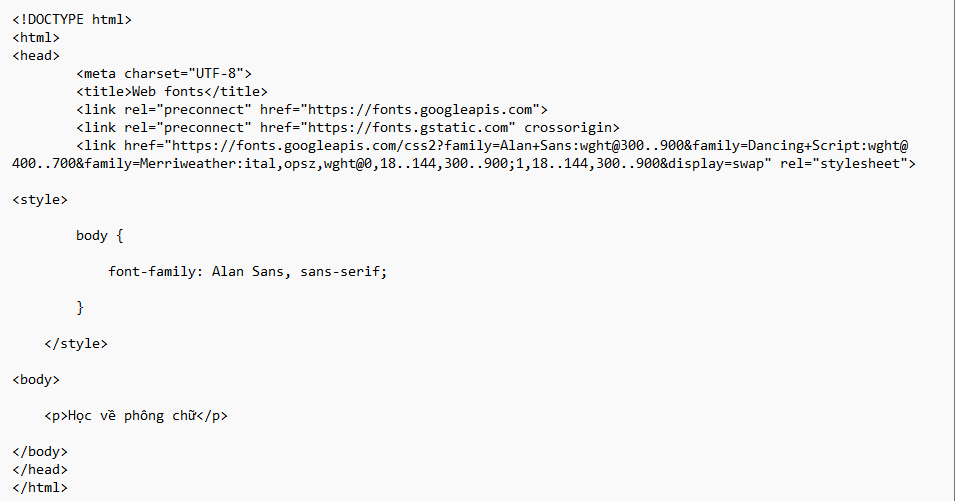 <!DOCTYPE html>
<html>
<head>
        <meta charset="UTF-8">
        <title>Web fonts</title>
        <link rel="preconnect" href="https://fonts.googleapis.com">
        <link rel="preconnect" href="https://fonts.gstatic.com" crossorigin>
        <link href="https://fonts.googleapis.com/css2?family=Alan+Sans:wght@300..900&family=Dancing+Script:wght@
400..700&family=Merriweather:ital,opsz,wght@0,18..144,300..900;1,18..144,300..900&display=swap" rel="stylesheet">
<style>
        body {
            font-family: Alan Sans, sans-serif;
        }
    </style>
<body>
    <p>Học về phông chữ</p>
</body>
</head>
</html>